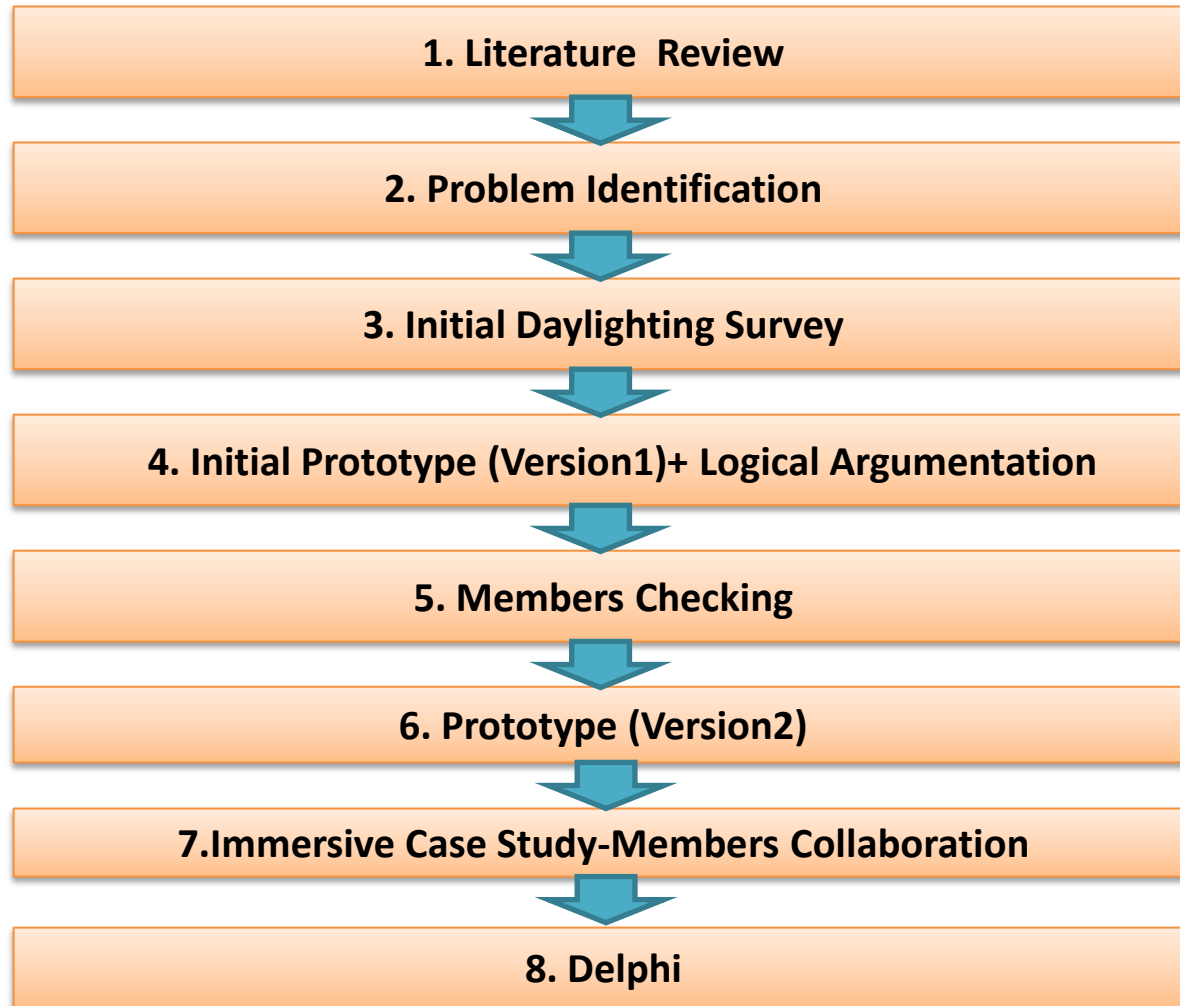 1. Literature  Review
2. Problem Identification
3. Initial Daylighting Survey
4. Initial Prototype (Version1)+ Logical Argumentation
5. Members Checking
6. Prototype (Version2)
7.Immersive Case Study-Members Collaboration
8. Delphi